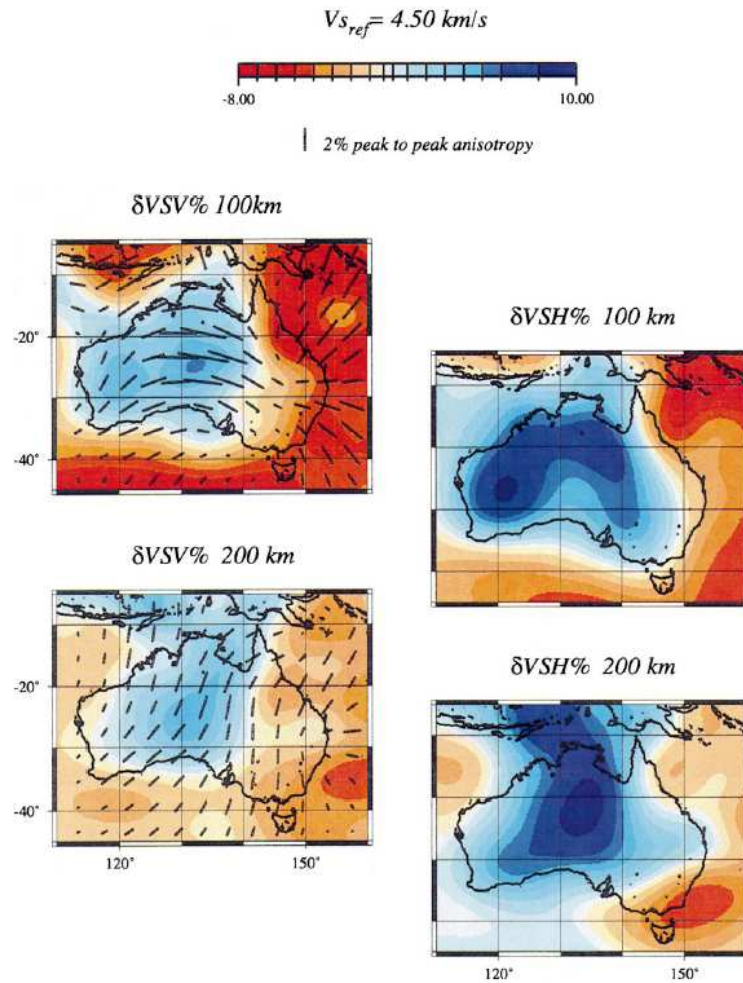 Vs_ref= 4.50 km/s
-8.00 10.00
2% peak to peak anisotropy
δVSV% 100km
-20°
-40°
δVSH% 100 km
δVSV% 200 km
-20°
-40°
120° 150°
δVSH% 200 km
120° 150°